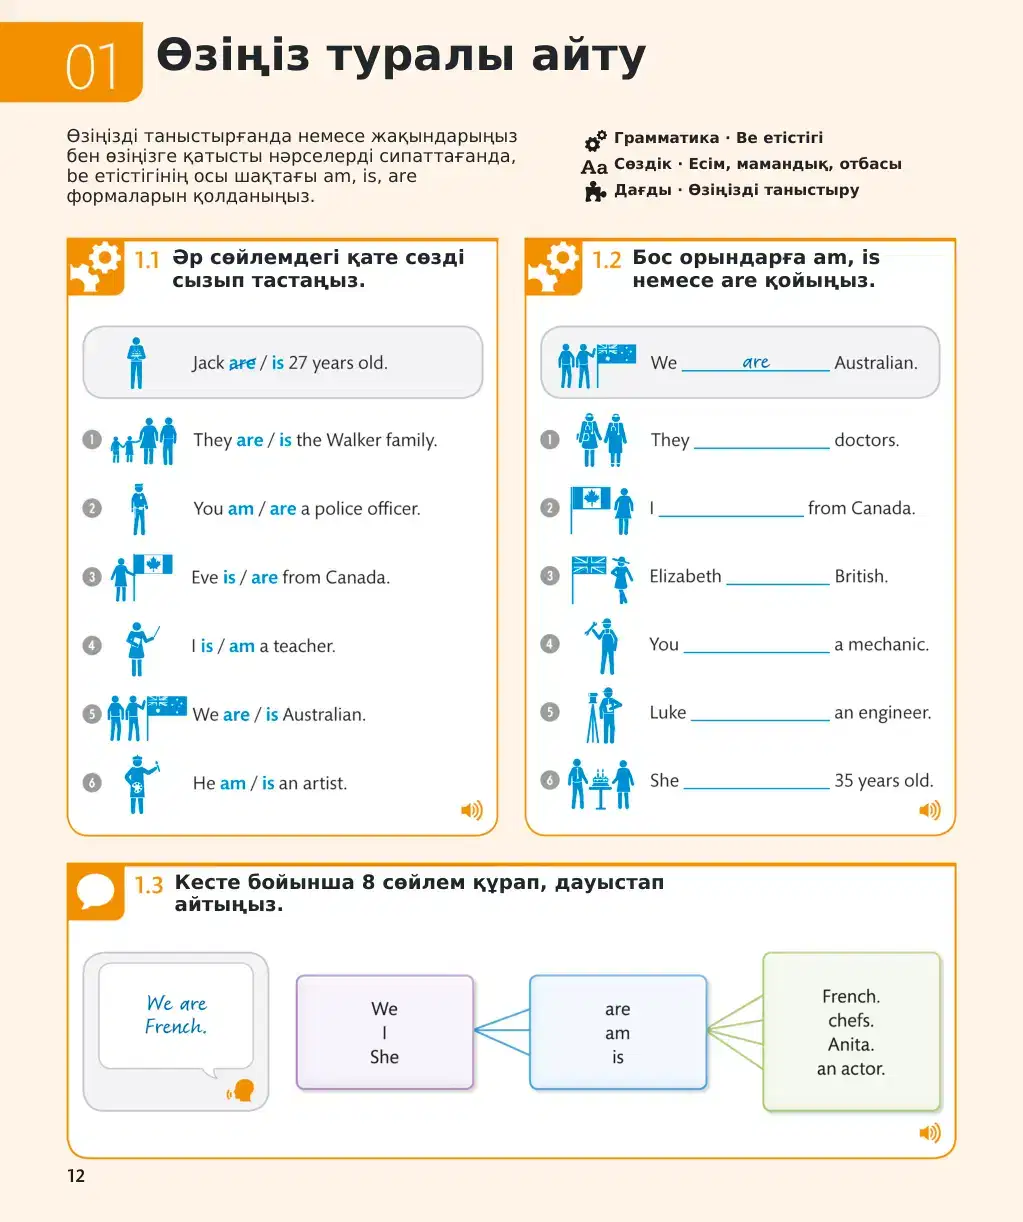 01
Өзіңіз туралы айту
Өзіңізді таныстырғанда немесе жақындарыңыз
бен өзіңізге қатысты нәрселерді сипаттағанда,
be етістігінің осы шақтағы am, is, are
формаларын қолданыңыз.
Грамматика · Be етістігі
Aa Сөздік · Есім, мамандық, отбасы
Дағды · Өзіңізді таныстыру
1.1 Әр сөйлемдегі қате сөзді
сызып тастаңыз.
Jack are / is 27 years old.
1 They are / is the Walker family.
2 You am / are a police officer.
3 Eve is / are from Canada.
4 I is / am a teacher.
5 We are / is Australian.
6 He am / is an artist.
1.2 Бос орындарға am, is
немесе are қойыңыз.
We are Australian.
1 They ____________ doctors.
2 I ____________ from Canada.
3 Elizabeth ____________ British.
4 You ____________ a mechanic.
5 Luke ____________ an engineer.
6 She ____________ 35 years old.
1.3 Кесте бойынша 8 сөйлем құрап, дауыстап
айтыңыз.
We are
French.
We
I
She
are
am
is
French.
chefs.
Anita.
an actor.
12